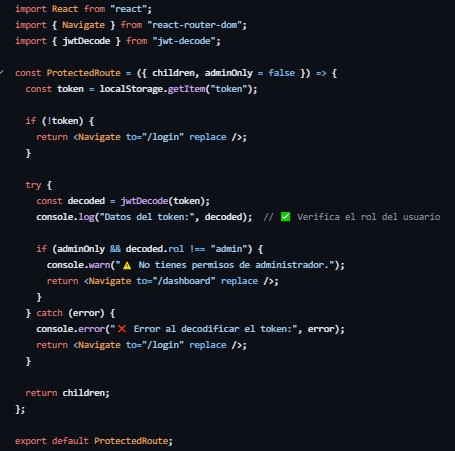 import React from "react";
import { Navigate } from "react-router-dom";
import { jwtDecode } from "jwt-decode";
const ProtectedRoute = ({ children, adminOnly = false }) => {
const token = localStorage.getItem("token");
if (!token) {
return <Navigate to="/login" replace />;
}
try {
const decoded = jwtDecode(token);
console.log("Datos del token:", decoded);  // ✅ Verifica el rol del usuario
if (adminOnly && decoded.rol !== "admin") {
console.warn("⚠️ No tienes permisos de administrador.");
return <Navigate to="/dashboard" replace />;
}
} catch (error) {
console.error("❌ Error al decodificar el token:", error);
return <Navigate to="/login" replace />;
}
return children;
};
export default ProtectedRoute;